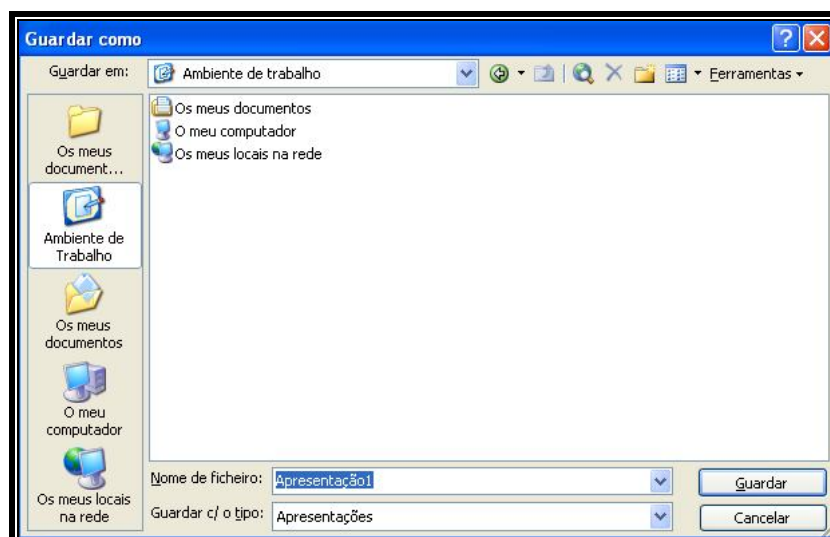 Guardar como
Guardar em:
Ambiente de trabalho
Ferramentas
Os meus
document...
Ambiente de
Trabalho
Os meus
documentos
O meu
computador
Os meus locais
na rede
Os meus documentos
O meu computador
Os meus locais na rede
Nome de ficheiro:
Apresentação1
Guardar
Guardar c/ o tipo:
Apresentações
Cancelar